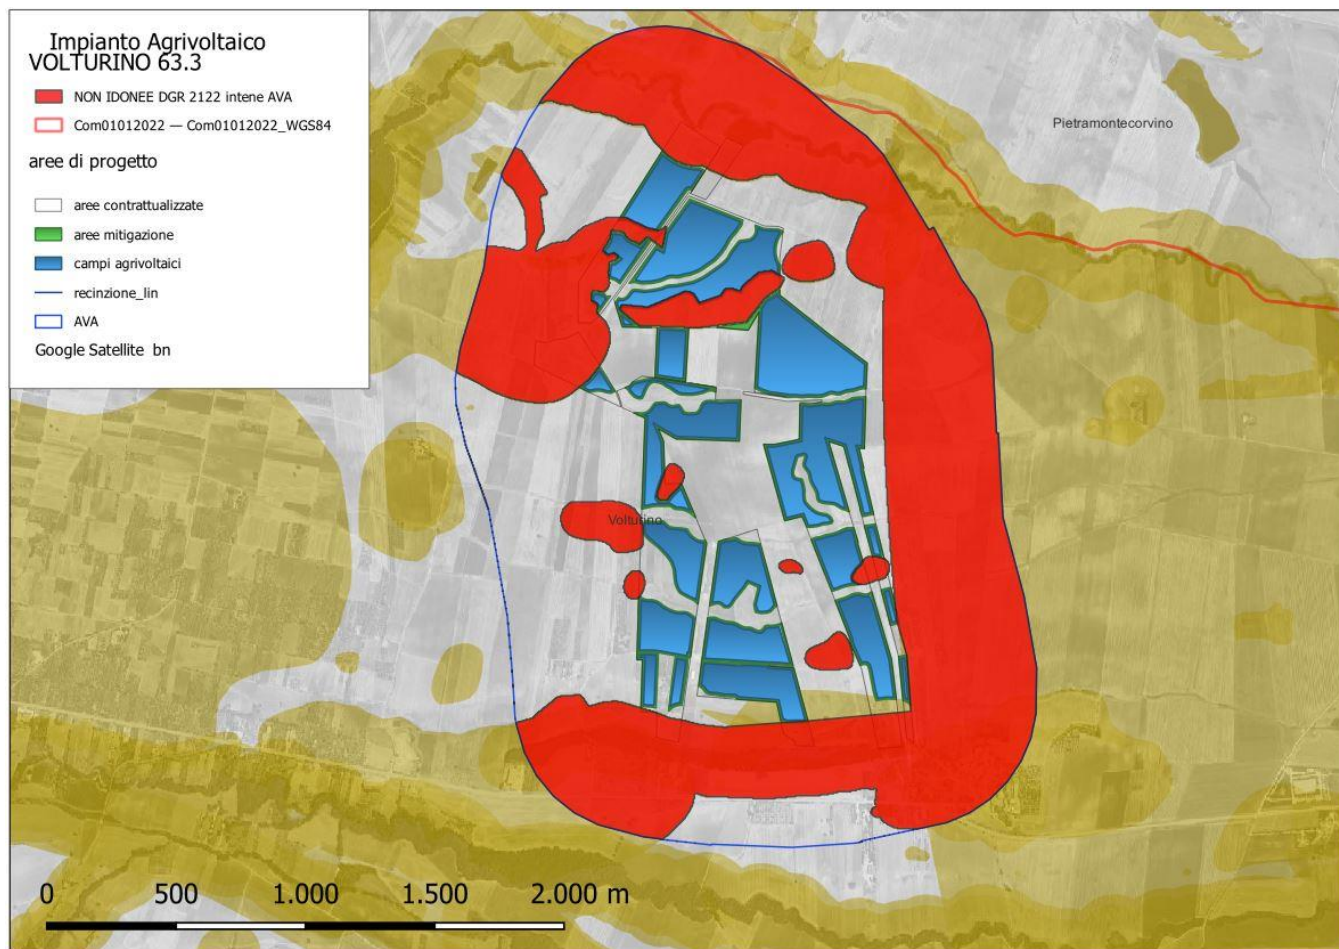 Impianto Agrivoltaico
VOLTURINO 63.3
NON IDONEE DGR 2122 intene AVA
Com01012022 — Com01012022_WGS84
aree di progetto
aree contrattualizzate
aree mitigazione
campi agrivoltaici
recinzione_lin
AVA
Google Satellite bn
Pietramontecorvino
Volturino
0 500 1.000 1.500 2.000 m